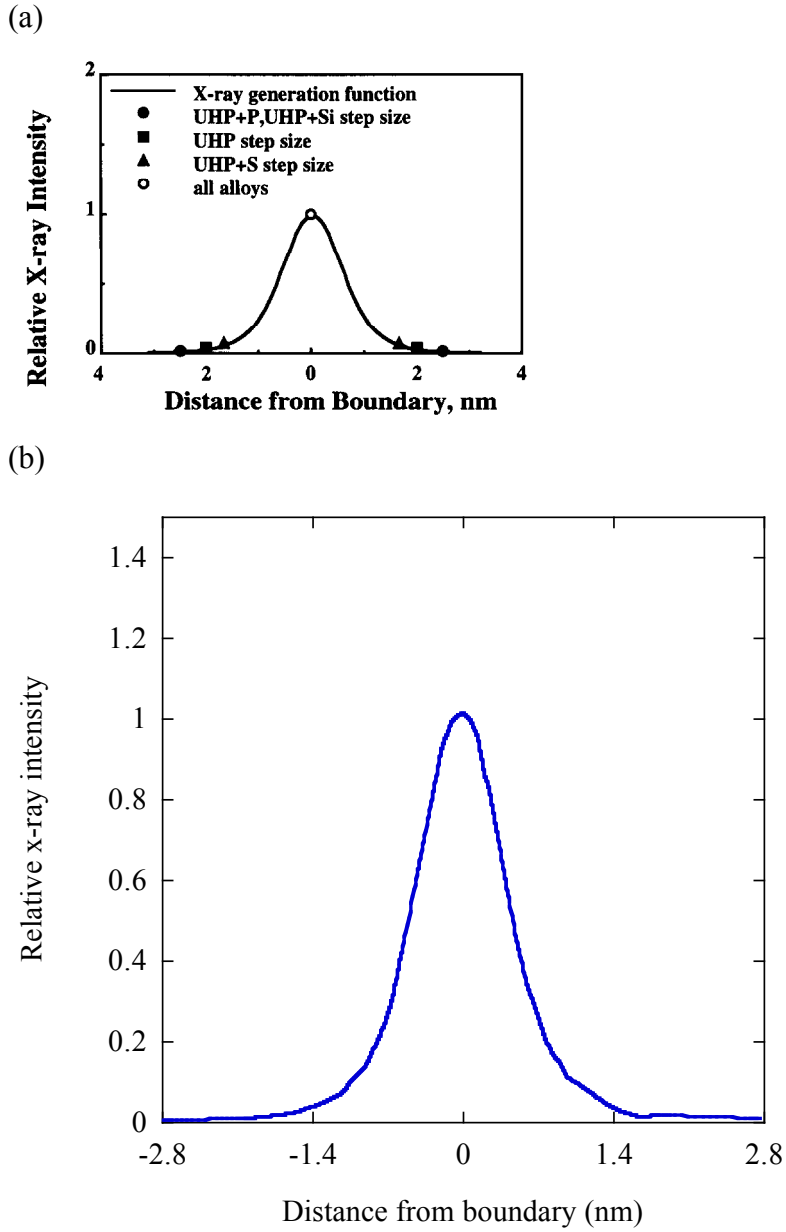 (a)
2
X-ray generation function
UHP+P,UHP+Si step size
UHP step size
UHP+S step size
all alloys
1
0
Relative X-ray Intensity
4 2 0 2 4
Distance from Boundary, nm
(b)
1.4
1.2
1
0.8
0.6
0.4
0.2
0
Relative x-ray intensity
-2.8 -1.4 0 1.4 2.8
Distance from boundary (nm)